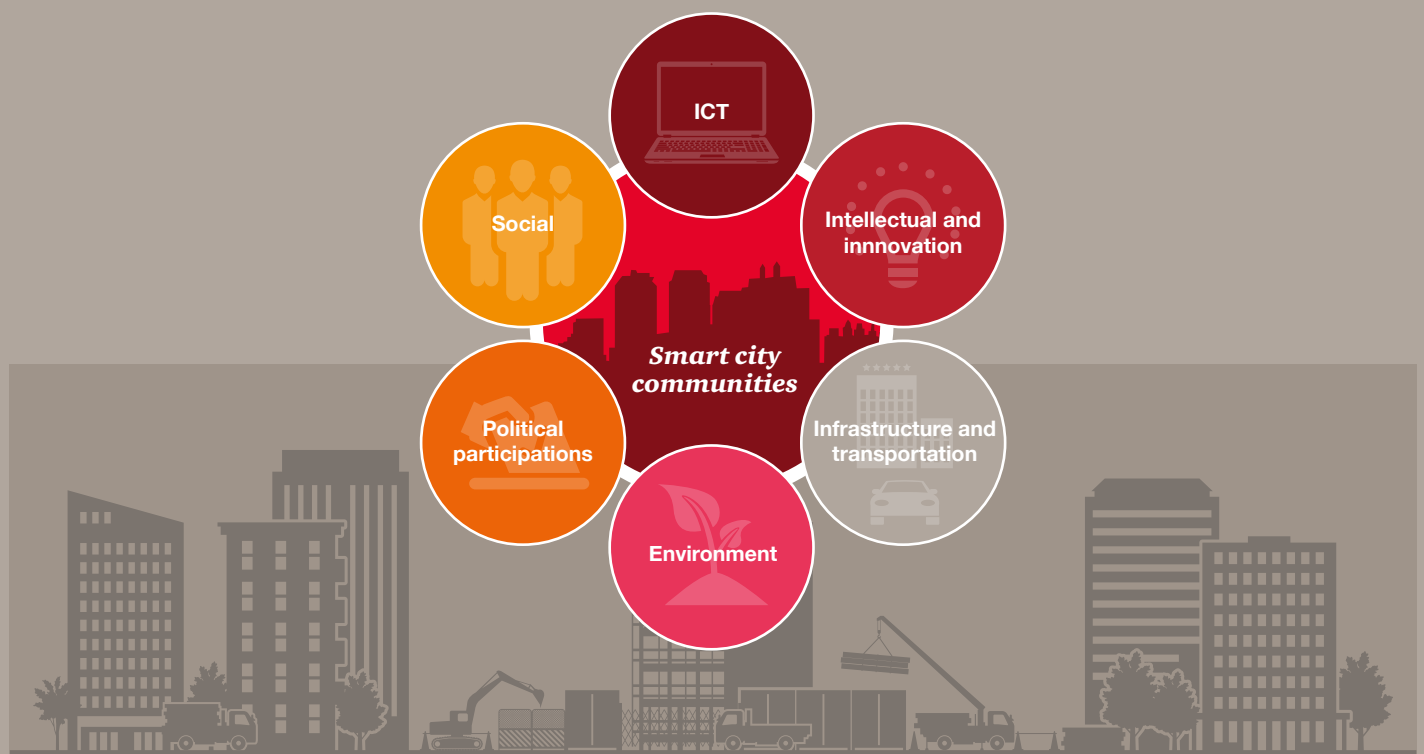 ICT
Social
Intellectual and
innnovation
Smart city
communities
Political
participations
Infrastructure and
transportation
Environment